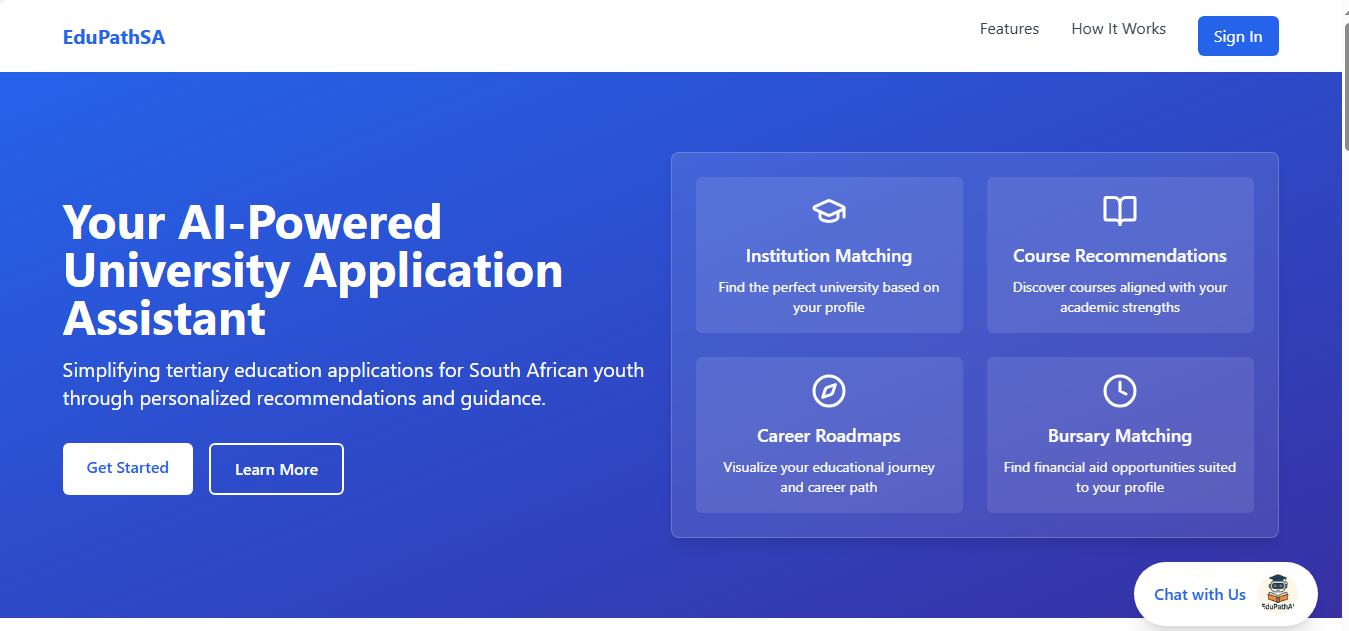 EduPathSA
Features
How It Works
Sign In
Your AI-Powered
University Application
Assistant
Simplifying tertiary education applications for South African youth
through personalized recommendations and guidance.
Get Started
Learn More
Institution Matching
Find the perfect university based on
your profile
Course Recommendations
Discover courses aligned with your
academic strengths
Career Roadmaps
Visualize your educational journey
and career path
Bursary Matching
Find financial aid opportunities suited
to your profile
Chat with Us